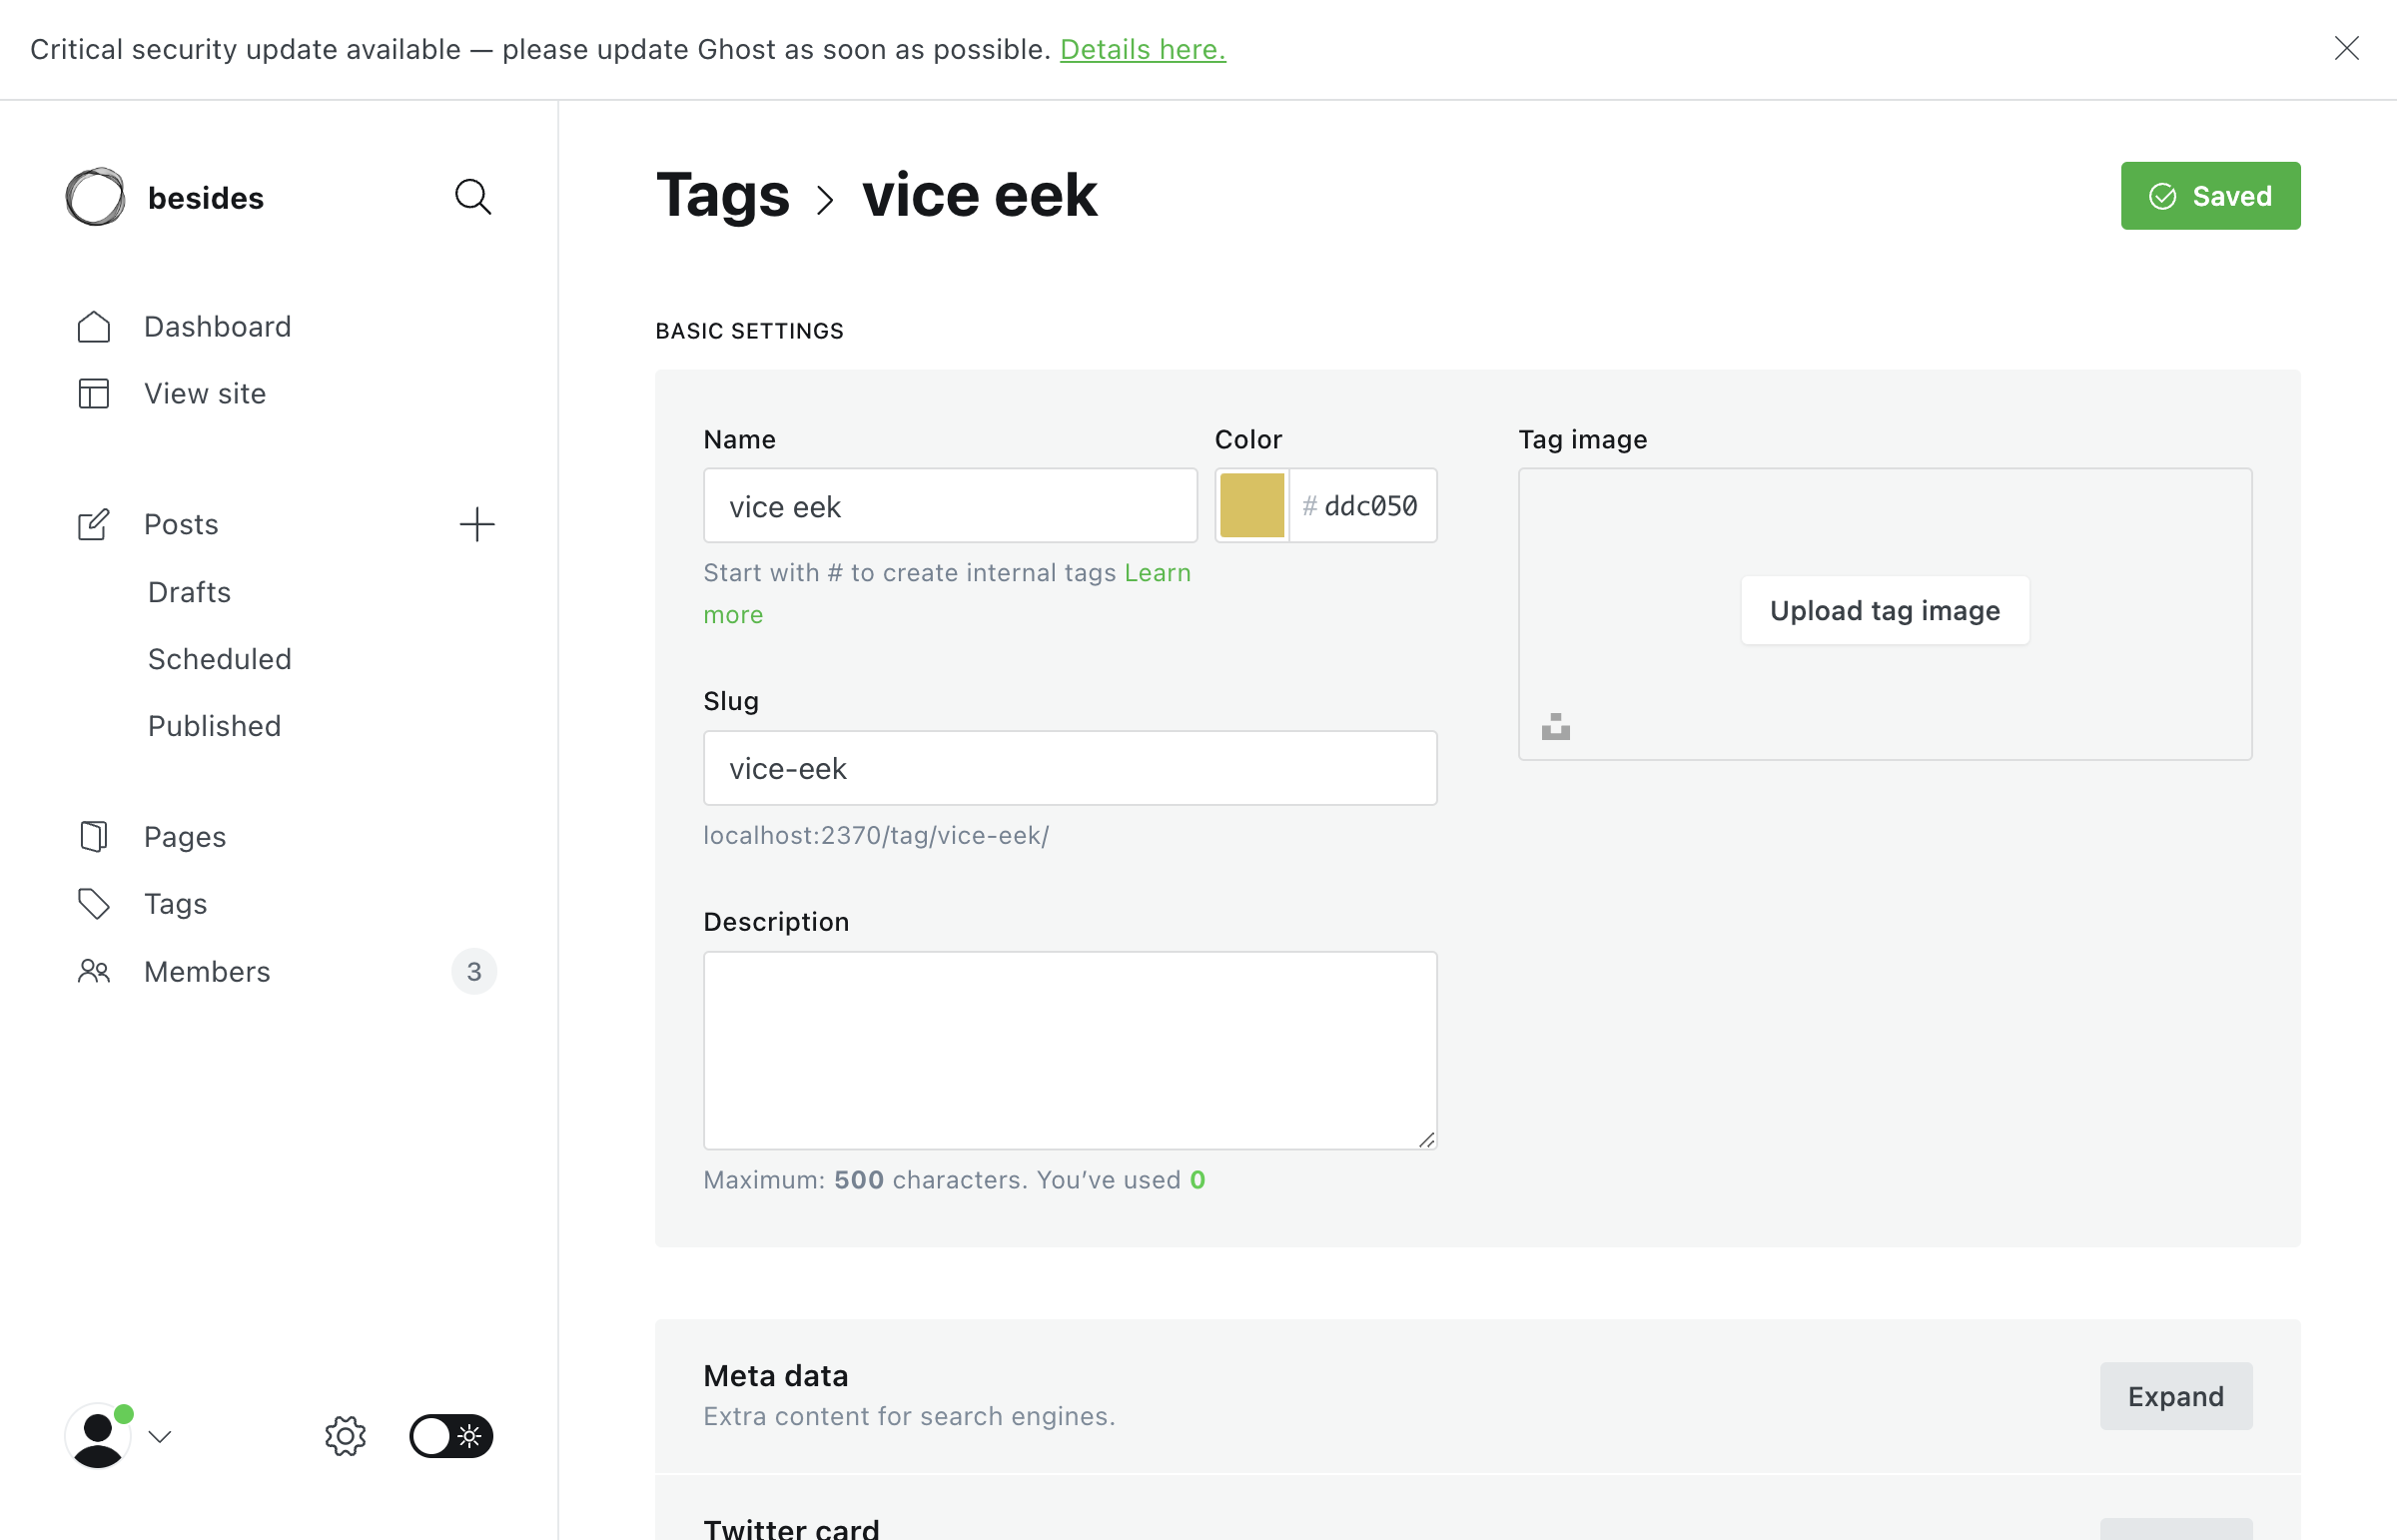 Critical security update available — please update Ghost as soon as possible. Details here.
besides
Dashboard
View site
Posts
Drafts
Scheduled
Published
Pages
Tags
Members 3
Tags > vice eek
Saved
BASIC SETTINGS
Name
vice eek
Start with # to create internal tags Learn
more
Color
# ddc050
Slug
vice-eek
localhost:2370/tag/vice-eek/
Description
Maximum: 500 characters. You’ve used 0
Tag image
Upload tag image
Meta data
Extra content for search engines.
Expand
Twitter card